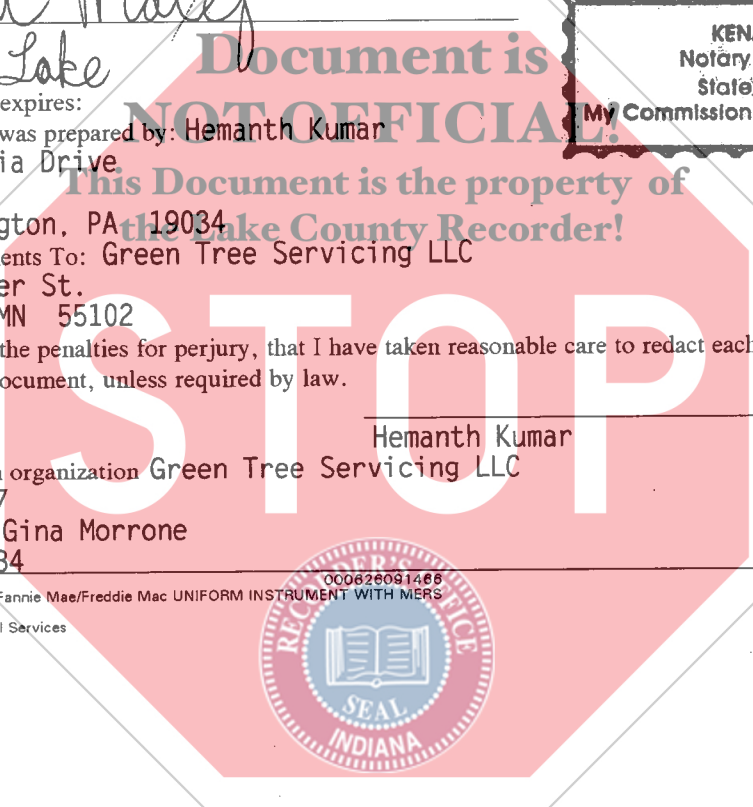 Lake
expires:
was prepared by: Hemanth Kumar
ia Drive
gton, PA 19034
ents To: Green Tree Servicing LLC
er St.
MN 55102
the penalties for perjury, that I have taken reasonable care to redact each
ocument, unless required by law.
Hemanth Kumar
organization Green Tree Servicing LLC
7
Gina Morrone
34
000626091466
Fannie Mae/Freddie Mac UNIFORM INSTRUMENT WITH MERS
l Services
KEN
Notary
State
My Commission
Document is
NOT OFFICIAL!
This Document is the property of
the Lake County Recorder!
STOP
RECORDER'S OFFICE
SEAL
INDIANA